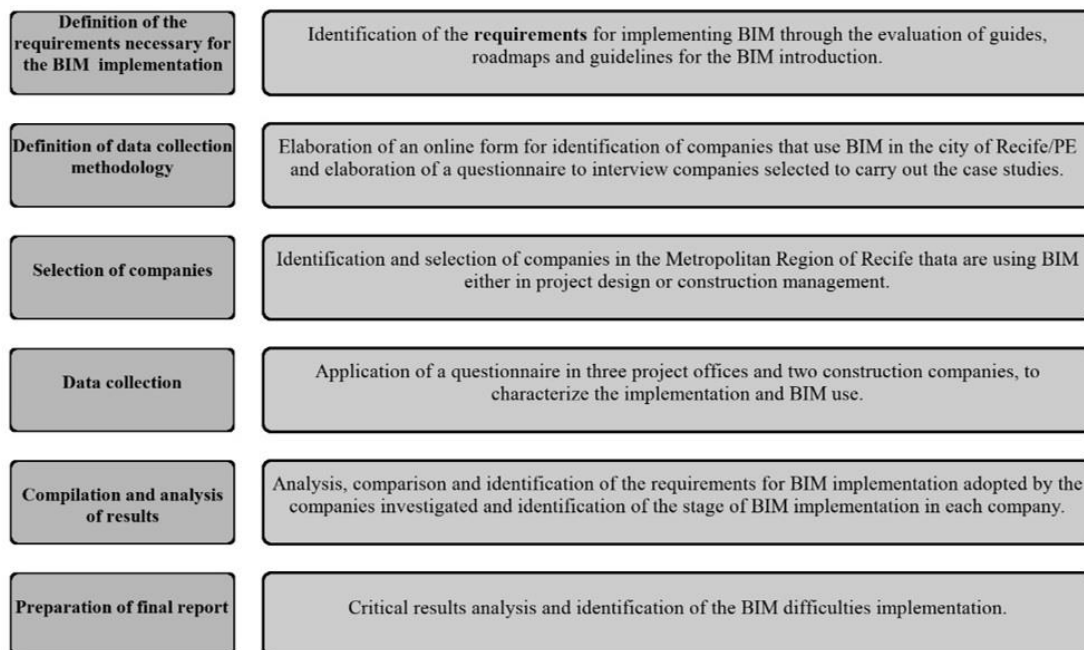 Definition of the
requirements necessary for
the BIM implementation
Identification of the requirements for implementing BIM through the evaluation of guides,
roadmaps and guidelines for the BIM introduction.
Definition of data collection
methodology
Elaboration of an online form for identification of companies that use BIM in the city of Recife/PE
and elaboration of a questionnaire to interview companies selected to carry out the case studies.
Selection of companies
Identification and selection of companies in the Metropolitan Region of Recife thata are using BIM
either in project design or construction management.
Data collection
Application of a questionnaire in three project offices and two construction companies, to
characterize the implementation and BIM use.
Compilation and analysis
of results
Analysis, comparison and identification of the requirements for BIM implementation adopted by the
companies investigated and identification of the stage of BIM implementation in each company.
Preparation of final report
Critical results analysis and identification of the BIM difficulties implementation.